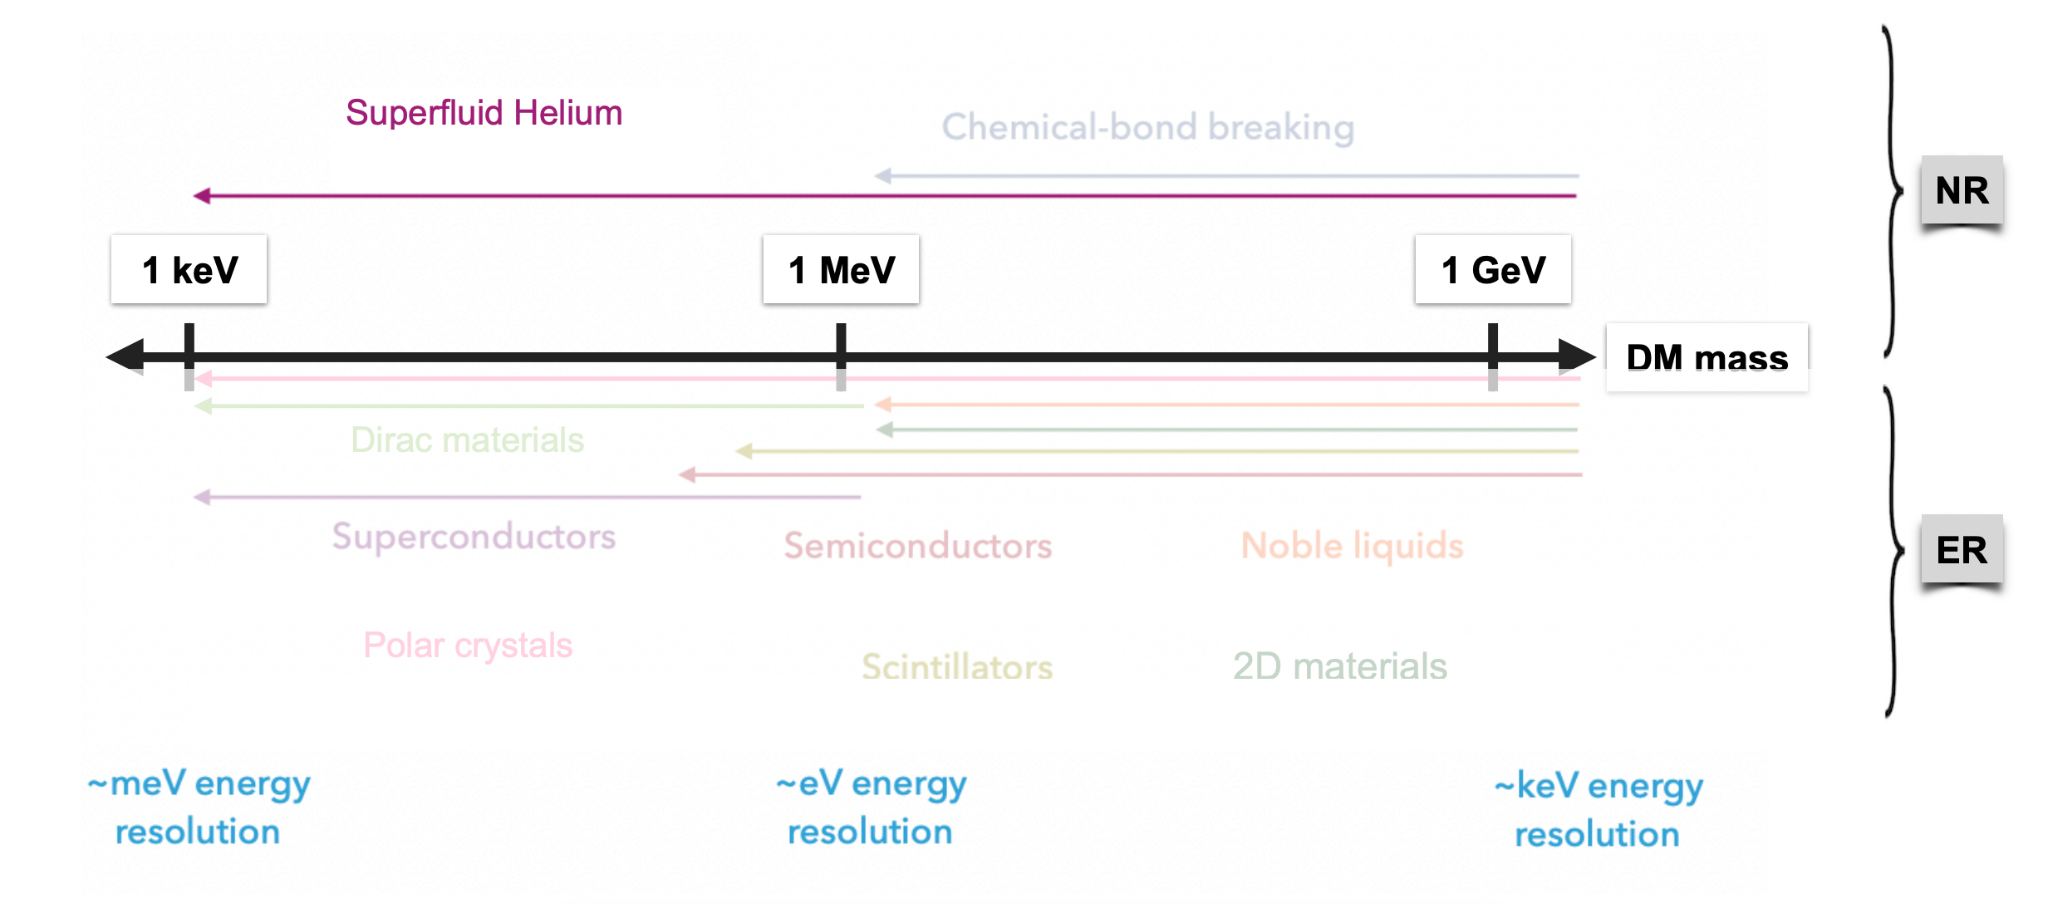 Superfluid Helium
Chemical-bond breaking
NR
1 keV
1 MeV
1 GeV
DM mass
Dirac materials
Superconductors
Semiconductors
Noble liquids
ER
Polar crystals
Scintillators
2D materials
~meV energy
resolution
~eV energy
resolution
~keV energy
resolution